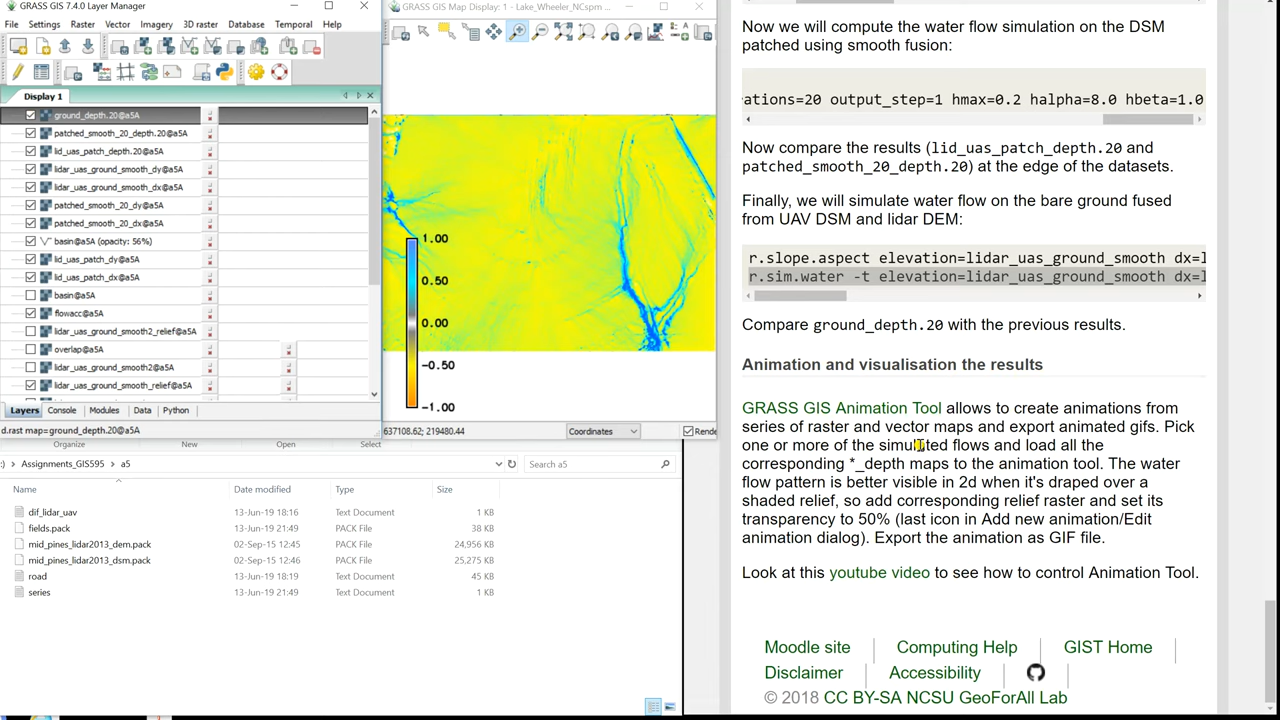 GRASS GIS 7.4.0 Layer Manager
File Settings Raster Vector Imagery 3D raster Database Temporal Help
Display 1
ground_depth.20@a5A
patched_smooth_20_depth.20@a5A
lid_uas_patch_depth.20@a5A
lidar_uas_ground_smooth_dy@a5A
lidar_uas_ground_smooth_dx@a5A
patched_smooth_20_dy@a5A
patched_smooth_20_dx@a5A
basin@a5A (opacity: 56%)
lid_uas_patch_dy@a5A
lid_uas_patch_dx@a5A
basin@a5A
flowacc@a5A
lidar_uas_ground_smooth2_relief@a5A
overlap@a5A
lidar_uas_ground_smooth2@a5A
lidar_uas_ground_smooth_relief@a5A
Layers Console Modules Data Python
d.rast map=ground_depth.20@a5A
GRASS GIS Map Display: 1 - Lake_Wheeler_NCspm
1.00
0.50
0.00
-0.50
-1.00
637108.62; 219480.44
Coordinates
Rende
Organize New Open Select
Assignments_GIS595 a5
Search a5
Name Date modified Type Size
dif_lidar_uav 13-Jun-19 18:16 Text Document 1 KB
fields.pack 13-Jun-19 21:49 PACK File 38 KB
mid_pines_lidar2013_dem.pack 02-Sep-15 12:45 PACK File 24,956 KB
mid_pines_lidar2013_dsm.pack 02-Sep-15 12:46 PACK File 25,275 KB
road 13-Jun-19 18:19 Text Document 45 KB
series 13-Jun-19 21:49 Text Document 1 KB
Now we will compute the water flow simulation on the DSM
patched using smooth fusion:
ations=20 output_step=1 hmax=0.2 halpha=8.0 hbeta=1.0
Now compare the results (lid_uas_patch_depth.20 and
patched_smooth_20_depth.20) at the edge of the datasets.
Finally, we will simulate water flow on the bare ground fused
from UAV DSM and lidar DEM:
r.slope.aspect elevation=lidar_uas_ground_smooth dx=l
r.sim.water -t elevation=lidar_uas_ground_smooth dx=l
Compare ground_depth.20 with the previous results.
Animation and visualisation the results
GRASS GIS Animation Tool allows to create animations from
series of raster and vector maps and export animated gifs. Pick
one or more of the simulated flows and load all the
corresponding *_depth maps to the animation tool. The water
flow pattern is better visible in 2d when it's draped over a
shaded relief, so add corresponding relief raster and set its
transparency to 50% (last icon in Add new animation/Edit
animation dialog). Export the animation as GIF file.
Look at this youtube video to see how to control Animation Tool.
Moodle site Computing Help GIST Home
Disclaimer Accessibility
© 2018 CC BY-SA NCSU GeoForAll Lab